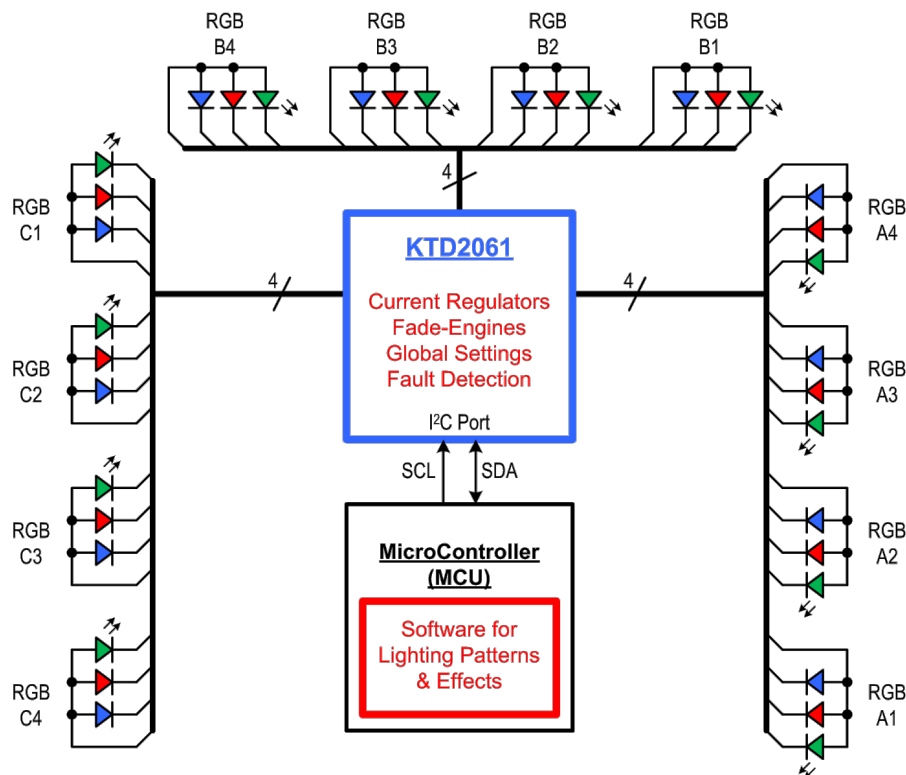 RGB
B4
RGB
B3
RGB
B2
RGB
B1
4
RGB
C1
RGB
C2
RGB
C3
RGB
C4
4
KTD2061
Current Regulators
Fade-Engines
Global Settings
Fault Detection
I²C Port
4
SCL
SDA
MicroController
(MCU)
Software for
Lighting Patterns
& Effects
RGB
A4
RGB
A3
RGB
A2
RGB
A1